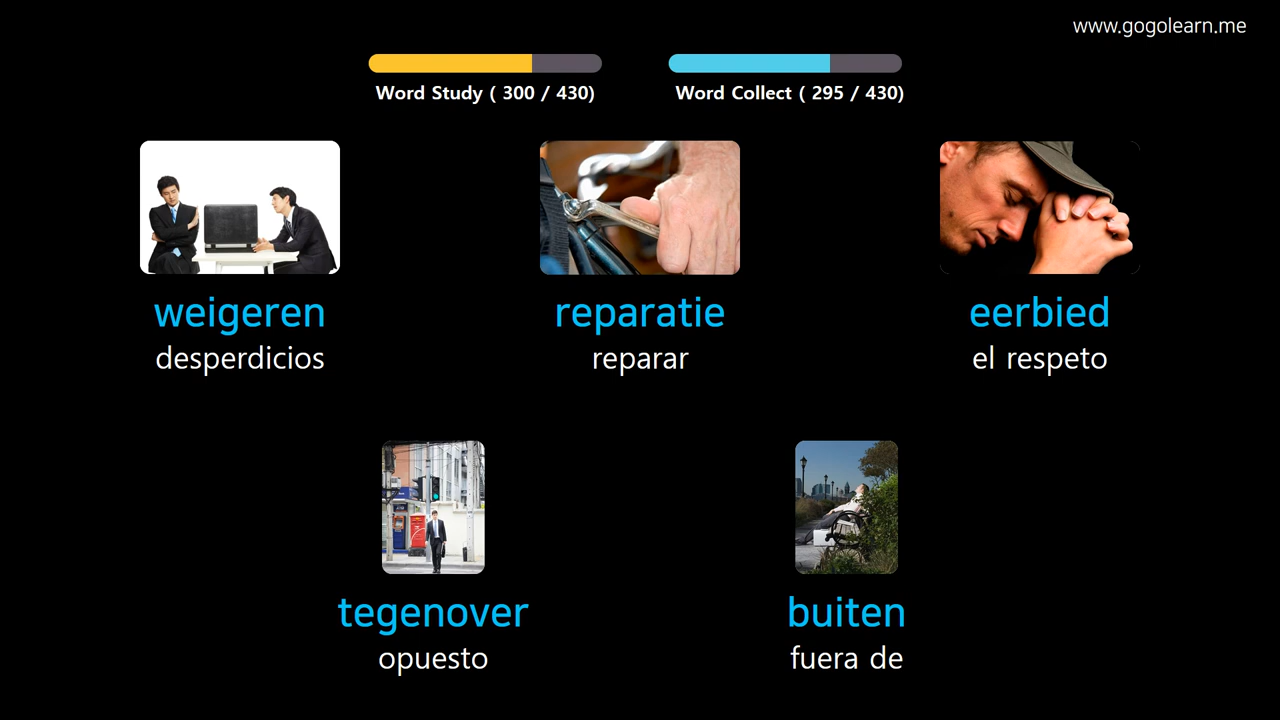 www.gogolearn.me
Word Study ( 300 / 430)
Word Collect ( 295 / 430)
weigeren
desperdicios
reparatie
reparar
eerbied
el respeto
tegenover
opuesto
buiten
fuera de